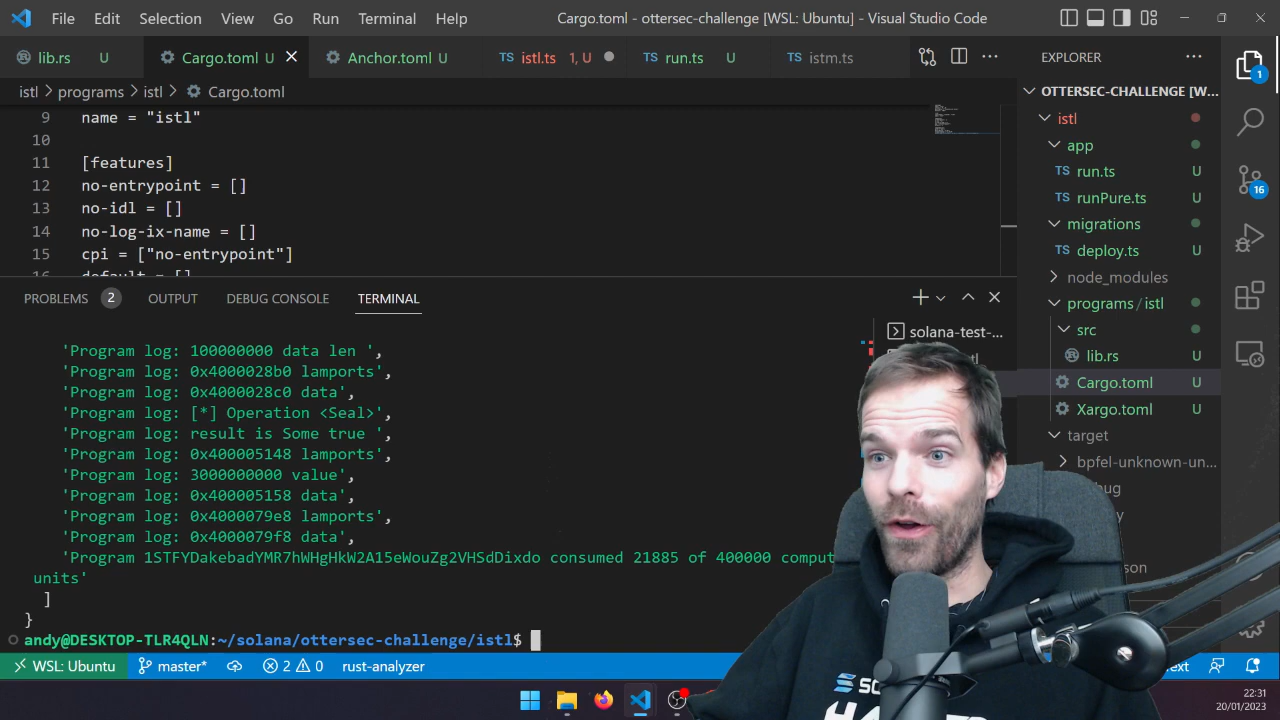 File Edit Selection View Go Run Terminal Help Cargo.toml - ottersec-challenge [WSL: Ubuntu] - Visual Studio Code
lib.rs U Cargo.toml U Anchor.toml U TS istl.ts 1, U TS run.ts U TS istm.ts
istl > programs > istl > Cargo.toml
9 name = "istl"
10
11 [features]
12 no-entrypoint = []
13 no-idl = []
14 no-log-ix-name = []
15 cpi = ["no-entrypoint"]
16 default = []
PROBLEMS 2 OUTPUT DEBUG CONSOLE TERMINAL
solana-test-...
'Program log: 100000000 data len ',
'Program log: 0x4000028b0 lamports',
'Program log: 0x4000028c0 data',
'Program log: [*] Operation <Seal>',
'Program log: result is Some true ',
'Program log: 0x400005148 lamports',
'Program log: 3000000000 value',
'Program log: 0x400005158 data',
'Program log: 0x4000079e8 lamports',
'Program log: 0x4000079f8 data',
'Program 1STFYDakebadYMR7hWHgHkW2A15eWouZg2VHSdDixdo consumed 21885 of 400000 comput
units'
]
}
andy@DESKTOP-TLR4QLN:~/solana/ottersec-challenge/istl$
EXPLORER ...
OTTERSEC-CHALLENGE [W...
istl
app
TS run.ts U
TS runPure.ts U
migrations
TS deploy.ts U
node_modules
programs / istl
src
lib.rs U
Cargo.toml U
Xargo.toml U
target
bpfel-unknown-un...
1
16
WSL: Ubuntu master* 2 0 rust-analyzer
22:31
20/01/2023